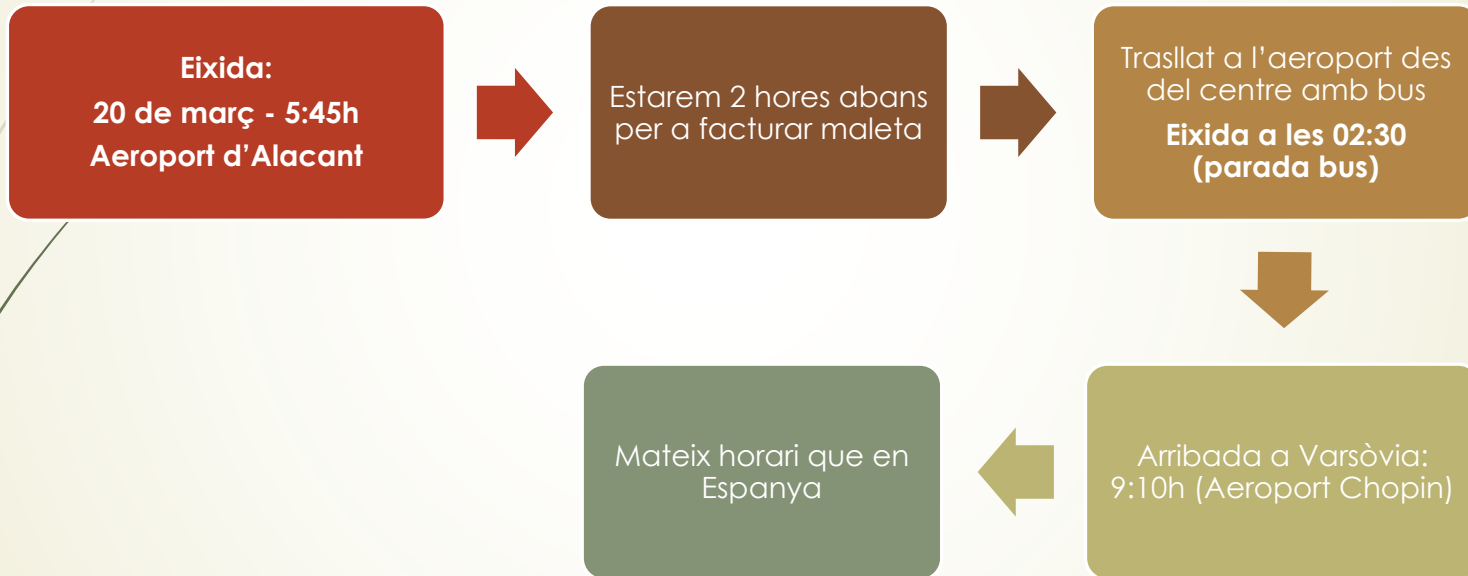 Eixida:
20 de març - 5:45h
Aeroport d’Alacant
Estarem 2 hores abans
per a facturar maleta
Trasllat a l’aeroport des
del centre amb bus
Eixida a les 02:30
(parada bus)
Arribada a Varsòvia:
9:10h (Aeroport Chopin)
Mateix horari que en
Espanya